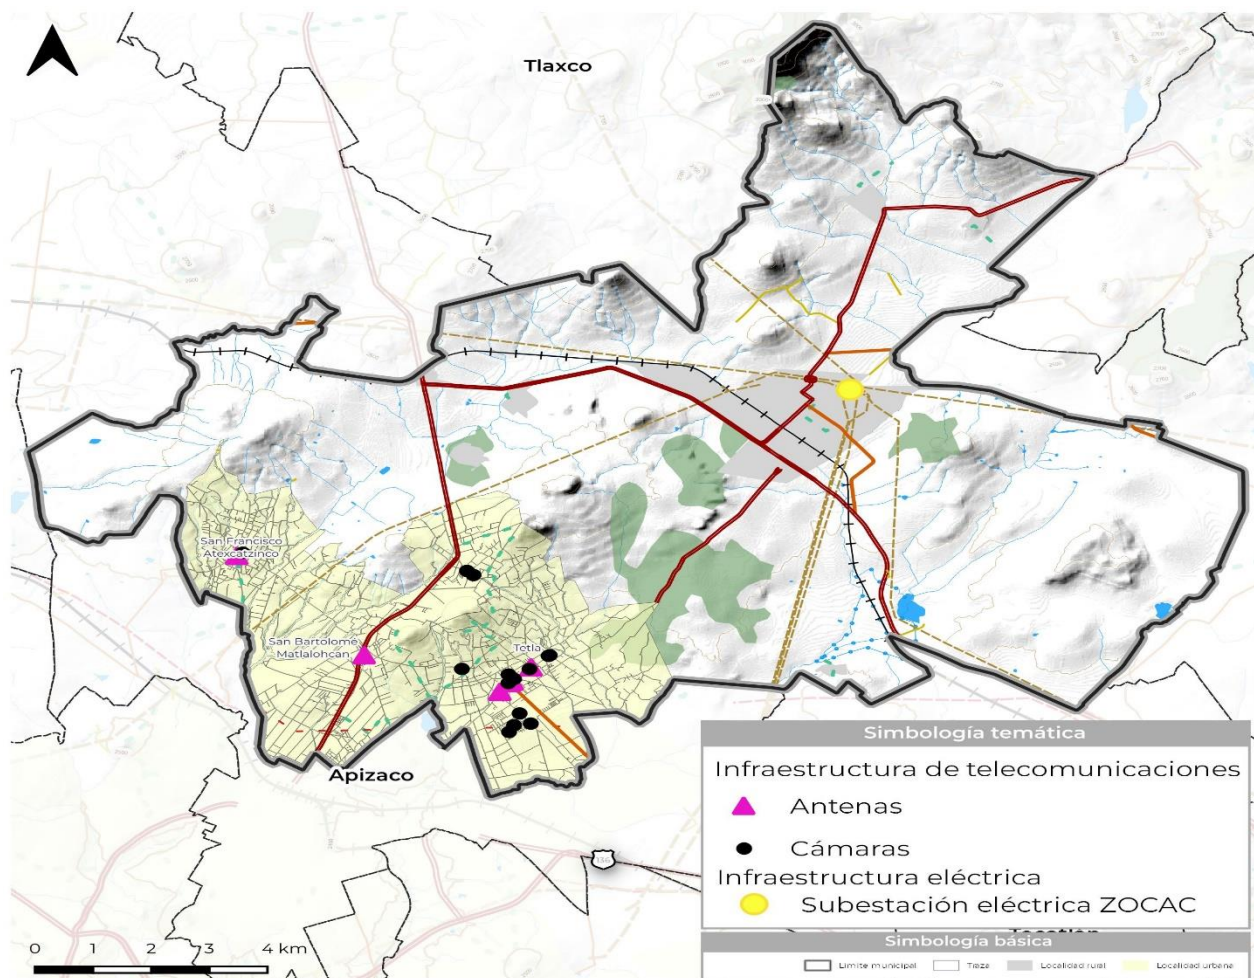 Tlaxco
San Francisco
Atexcatzinco
San Bartolomé
Matlalohcan
Tetla
Apizaco
136
0 1 2 3 4 km
Simbología temática
Infraestructura de telecomunicaciones
Antenas
Cámaras
Infraestructura eléctrica
Subestación eléctrica ZOCAC
Simbología básica
Límite municipal
Traza
Localidad rural
Localidad urbana